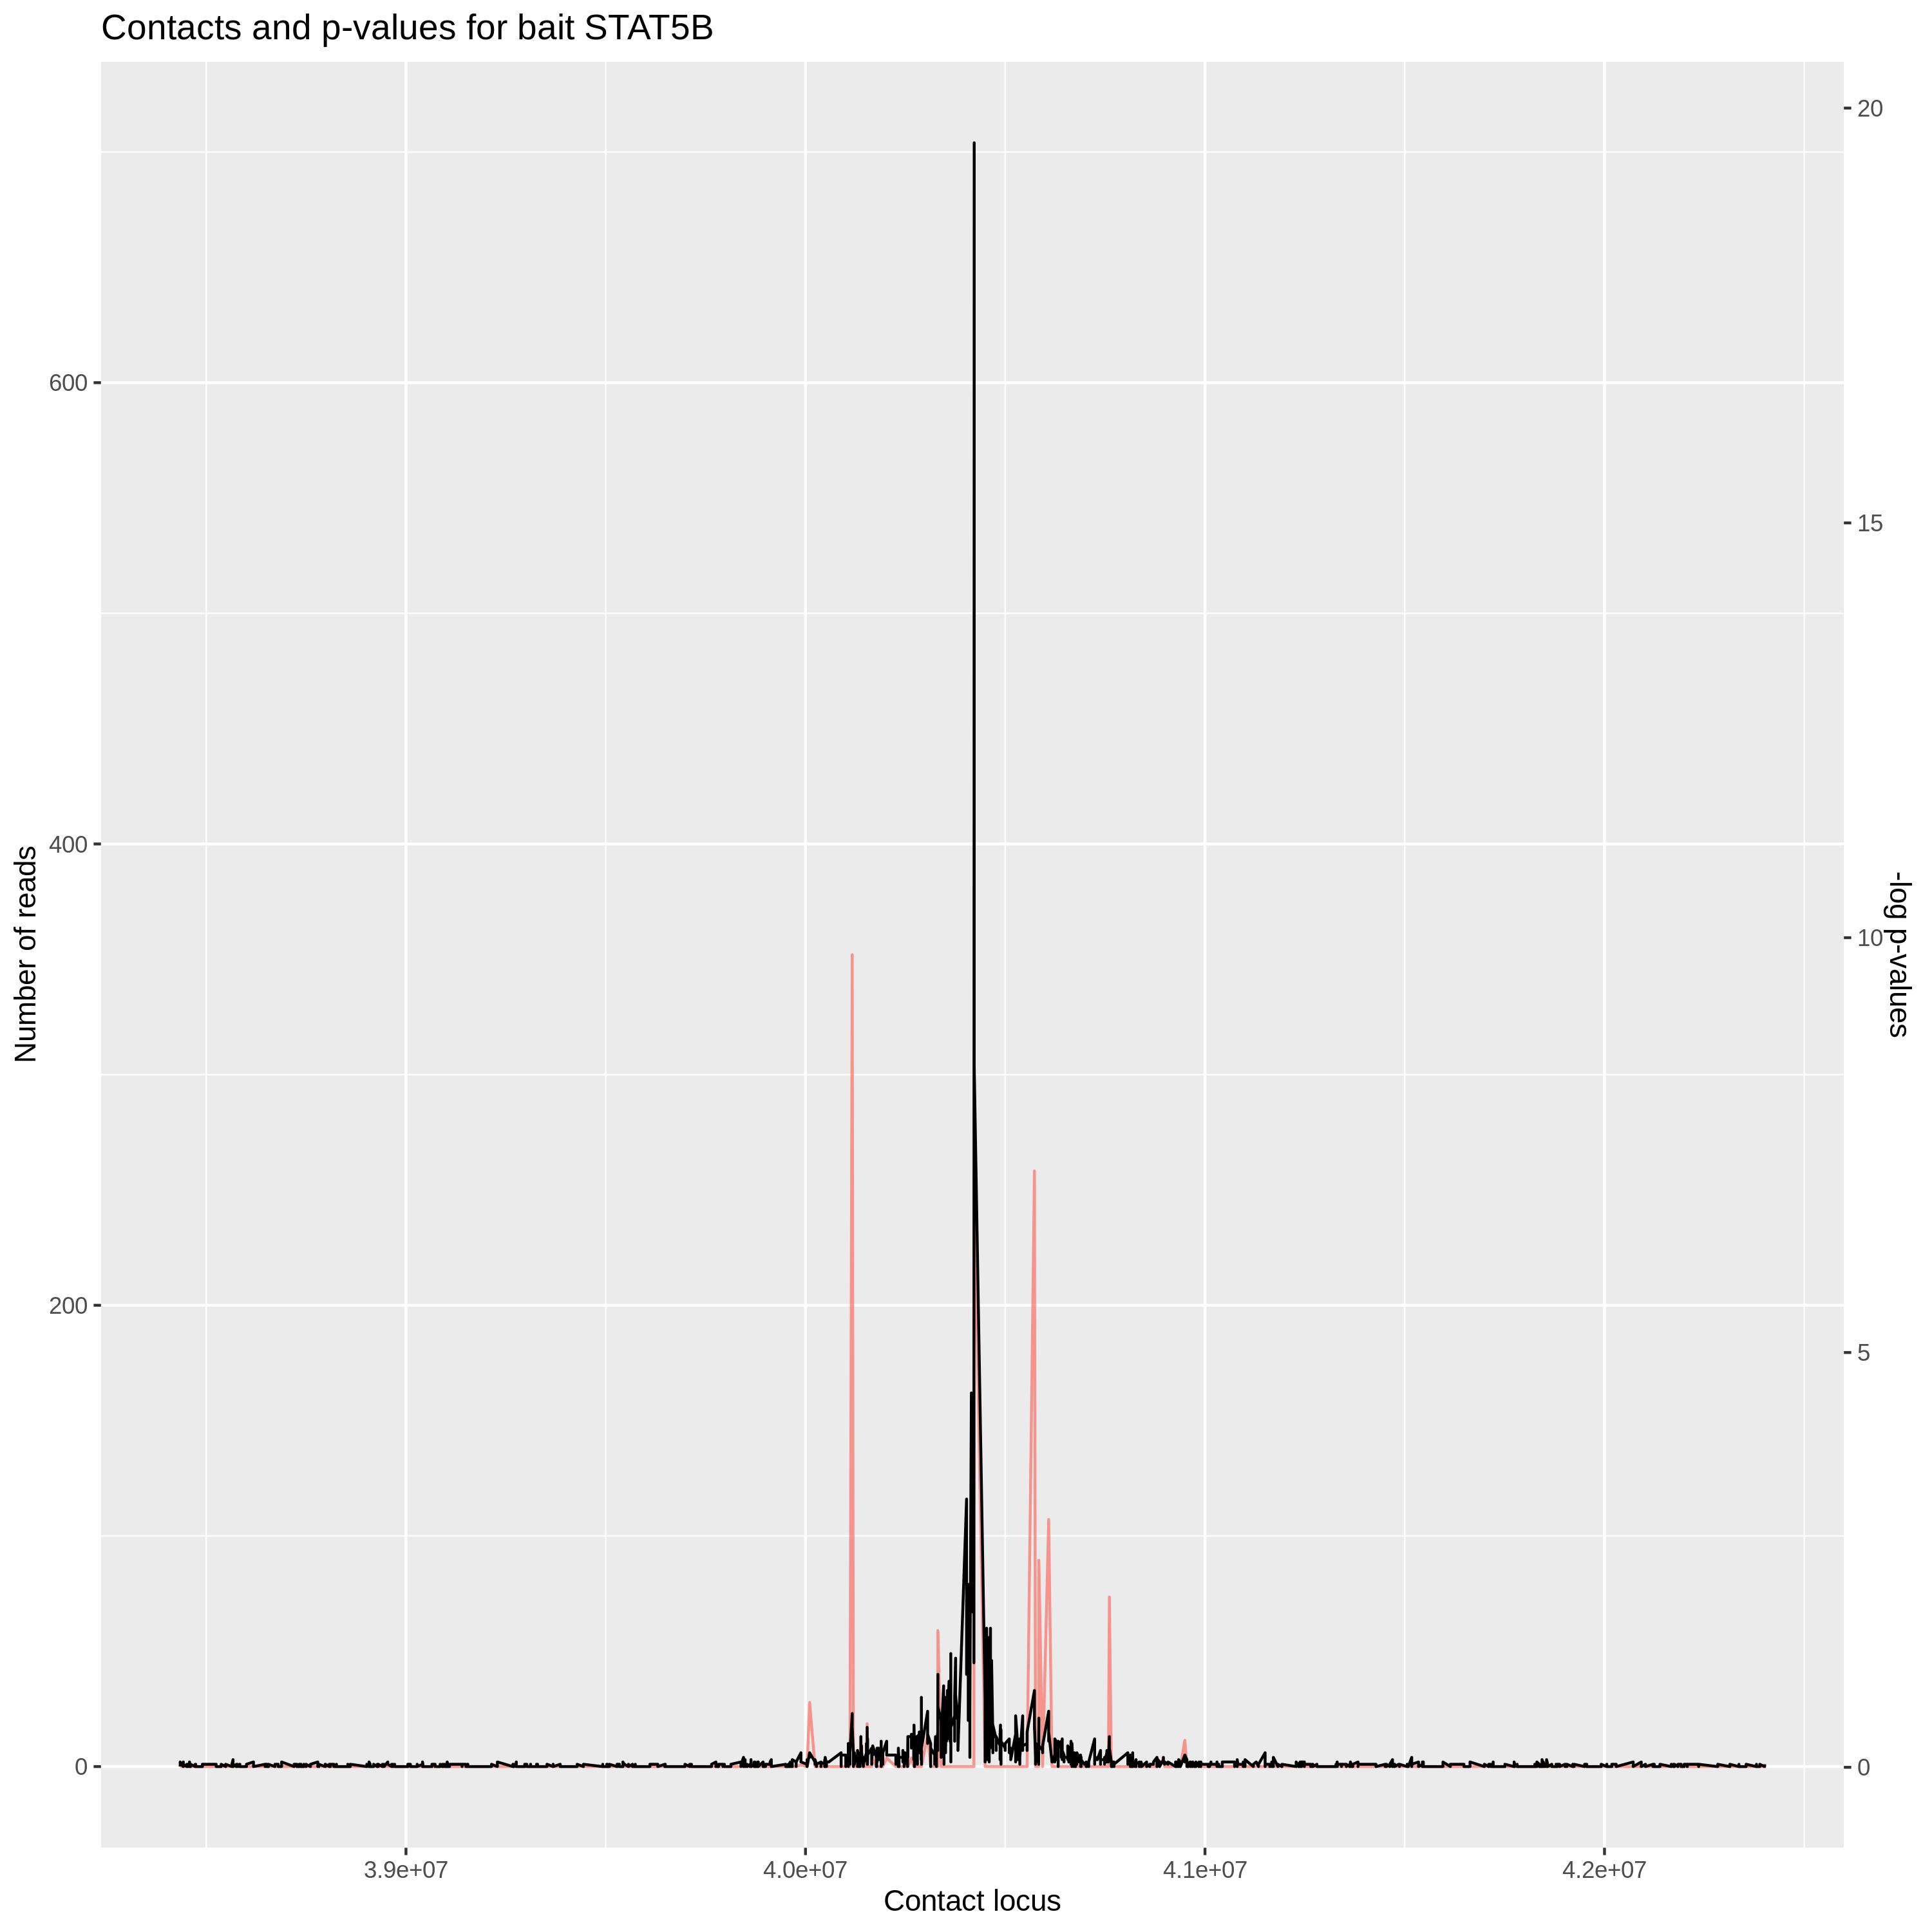 Contacts and p-values for bait STAT5B
Number of reads
600
400
200
0
20
15
10
5
0
-log p-values
3.9e+07
4.0e+07
4.1e+07
4.2e+07
Contact locus